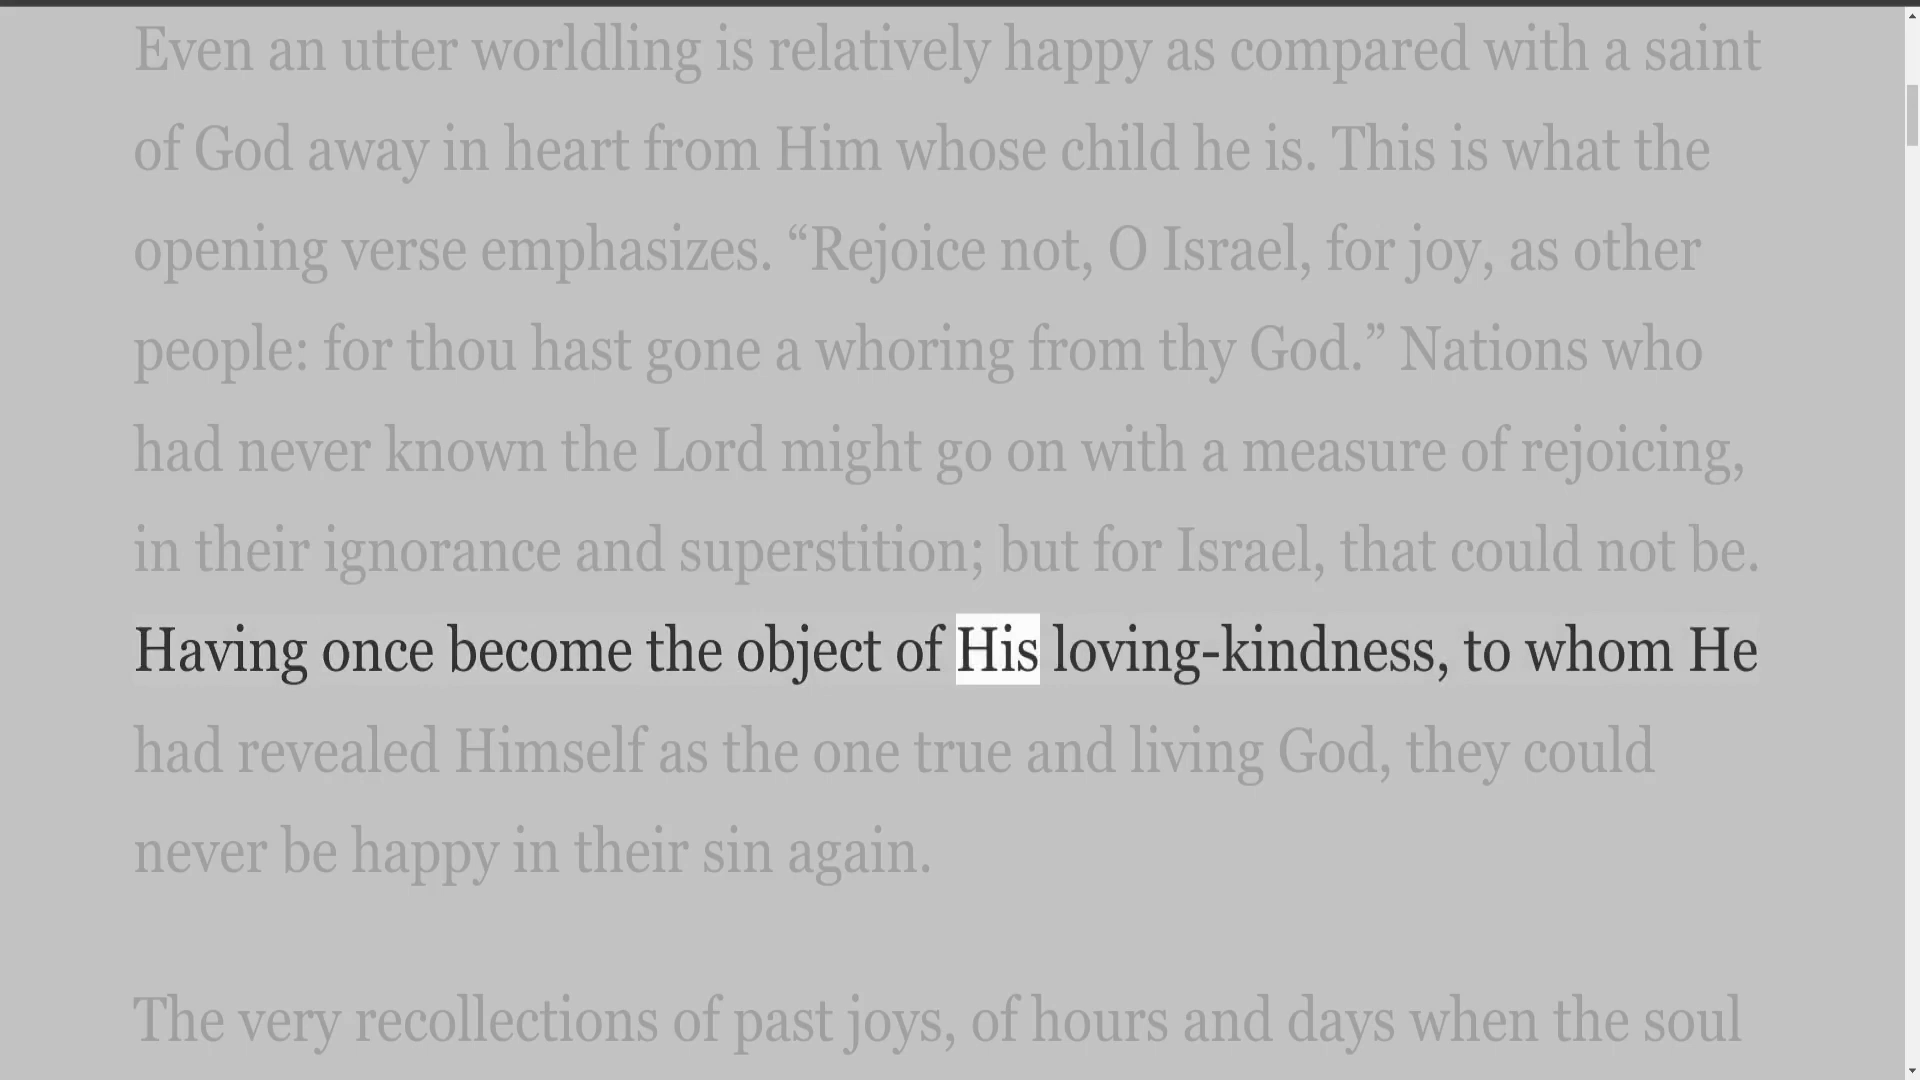 Even an utter worldling is relatively happy as compared with a saint
of God away in heart from Him whose child he is. This is what the
opening verse emphasizes. “Rejoice not, O Israel, for joy, as other
people: for thou hast gone a whoring from thy God.” Nations who
had never known the Lord might go on with a measure of rejoicing,
in their ignorance and superstition; but for Israel, that could not be.
Having once become the object of His loving-kindness, to whom He
had revealed Himself as the one true and living God, they could
never be happy in their sin again.
The very recollections of past joys, of hours and days when the soul